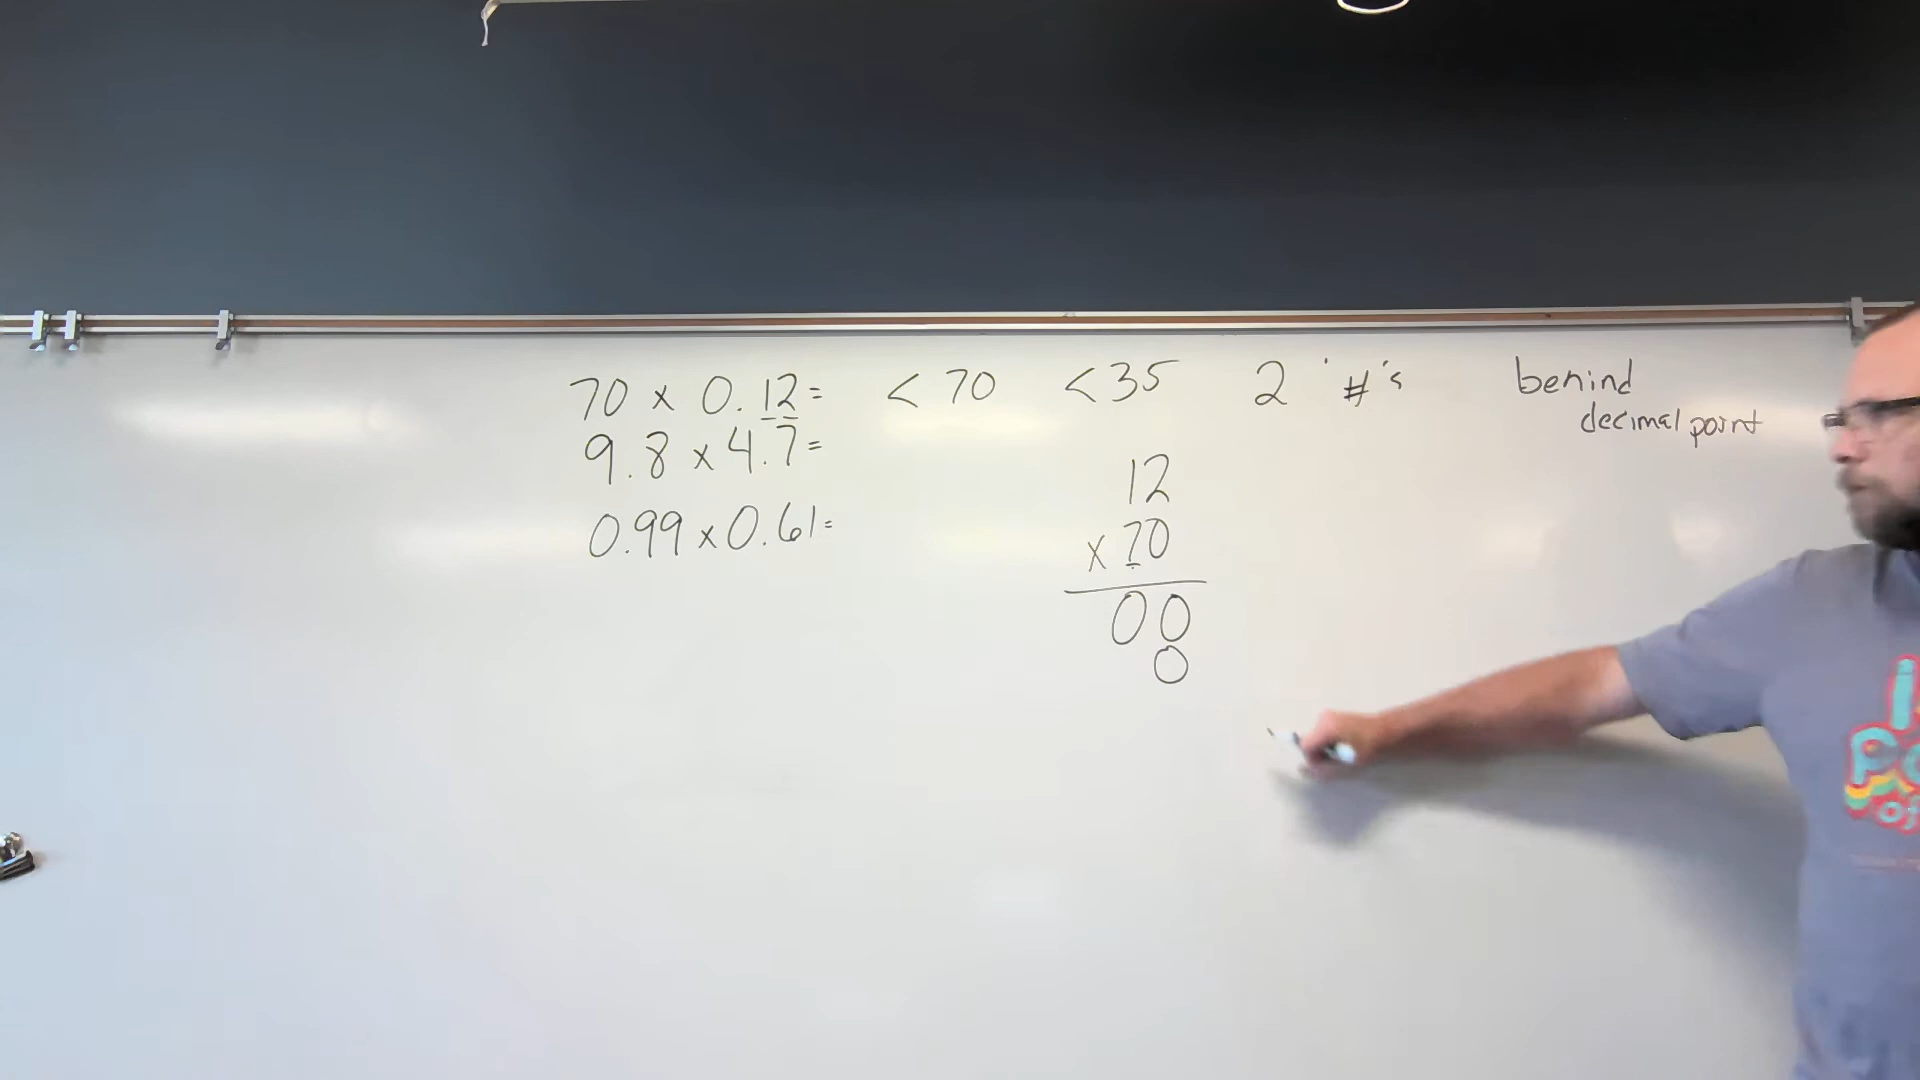 70 x 0.12= < 70 < 35 2 #'s behind
decimal point
9.8 x 4.7=
0.99 x 0.61=
12
x 70
00
0